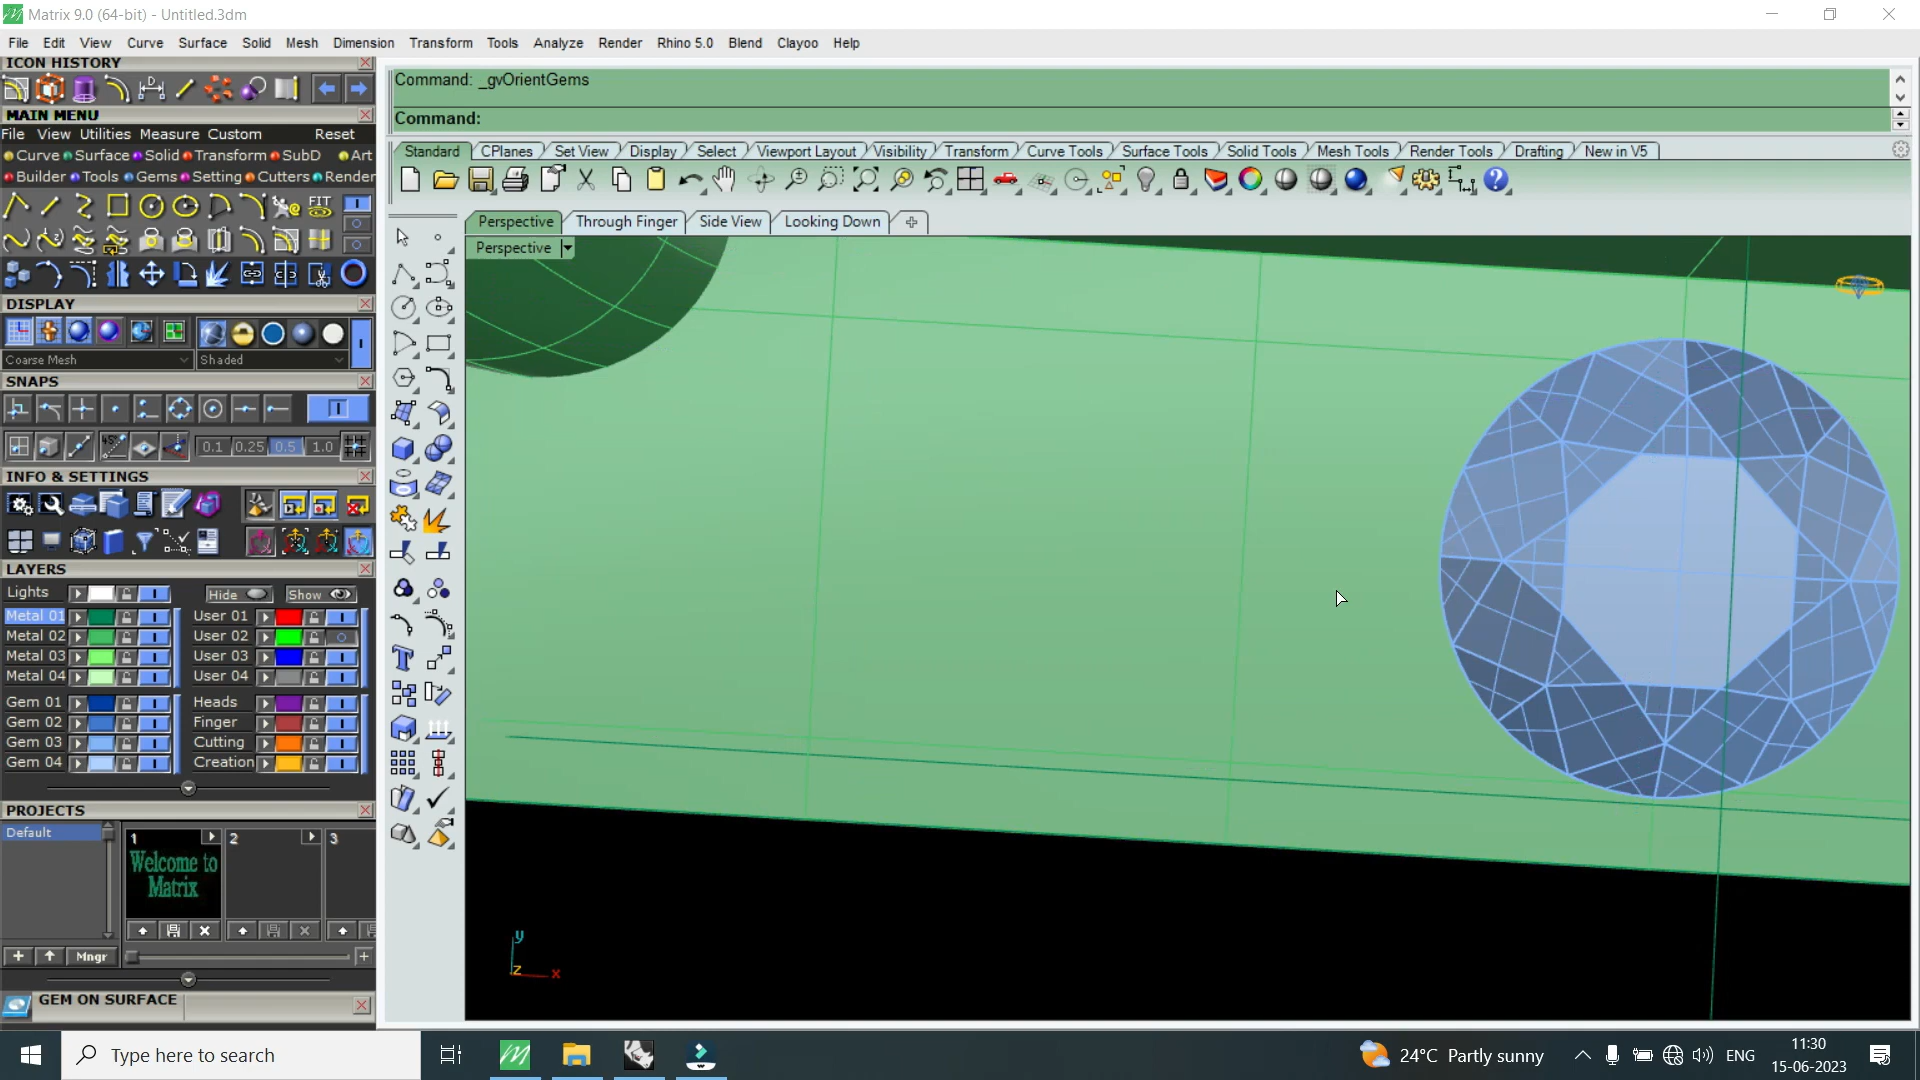 Matrix 9.0 (64-bit) - Untitled.3dm
File Edit View Curve Surface Solid Mesh Dimension Transform Tools Analyze Render Rhino 5.0 Blend Clayoo Help
ICON HISTORY
MAIN MENU
File View Utilities Measure Custom Reset
Curve Surface Solid Transform SubD Art
Builder Tools Gems Setting Cutters Render
FIT
DISPLAY
Coarse Mesh Shaded
SNAPS
0.1 0.25 0.5 1.0
INFO & SETTINGS
LAYERS
Lights Hide Show
Metal 01 User 01
Metal 02 User 02
Metal 03 User 03
Metal 04 User 04
Gem 01 Heads
Gem 02 Finger
Gem 03 Cutting
Gem 04 Creation
PROJECTS
Default 1 2 3
Welcome to
Matrix
Mngr
GEM ON SURFACE
Command: _gvOrientGems
Command:
Standard CPlanes Set View Display Select Viewport Layout Visibility Transform Curve Tools Surface Tools Solid Tools Mesh Tools Render Tools Drafting New in V5
Perspective Through Finger Side View Looking Down
Perspective
y
z x
Type here to search
24°C Partly sunny
ENG
11:30
15-06-2023